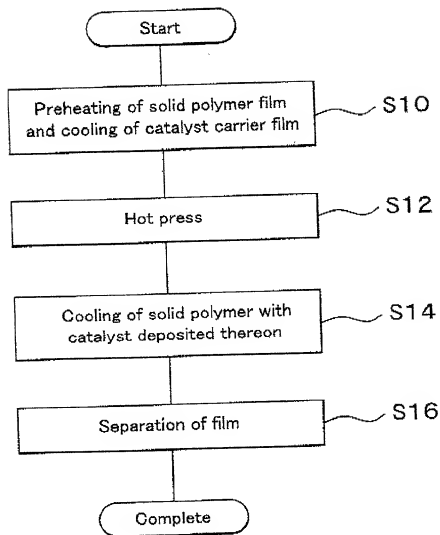 Start
Preheating of solid polymer film
and cooling of catalyst carrier film
S10
Hot press
S12
Cooling of solid polymer with
catalyst deposited thereon
S14
Separation of film
S16
Complete